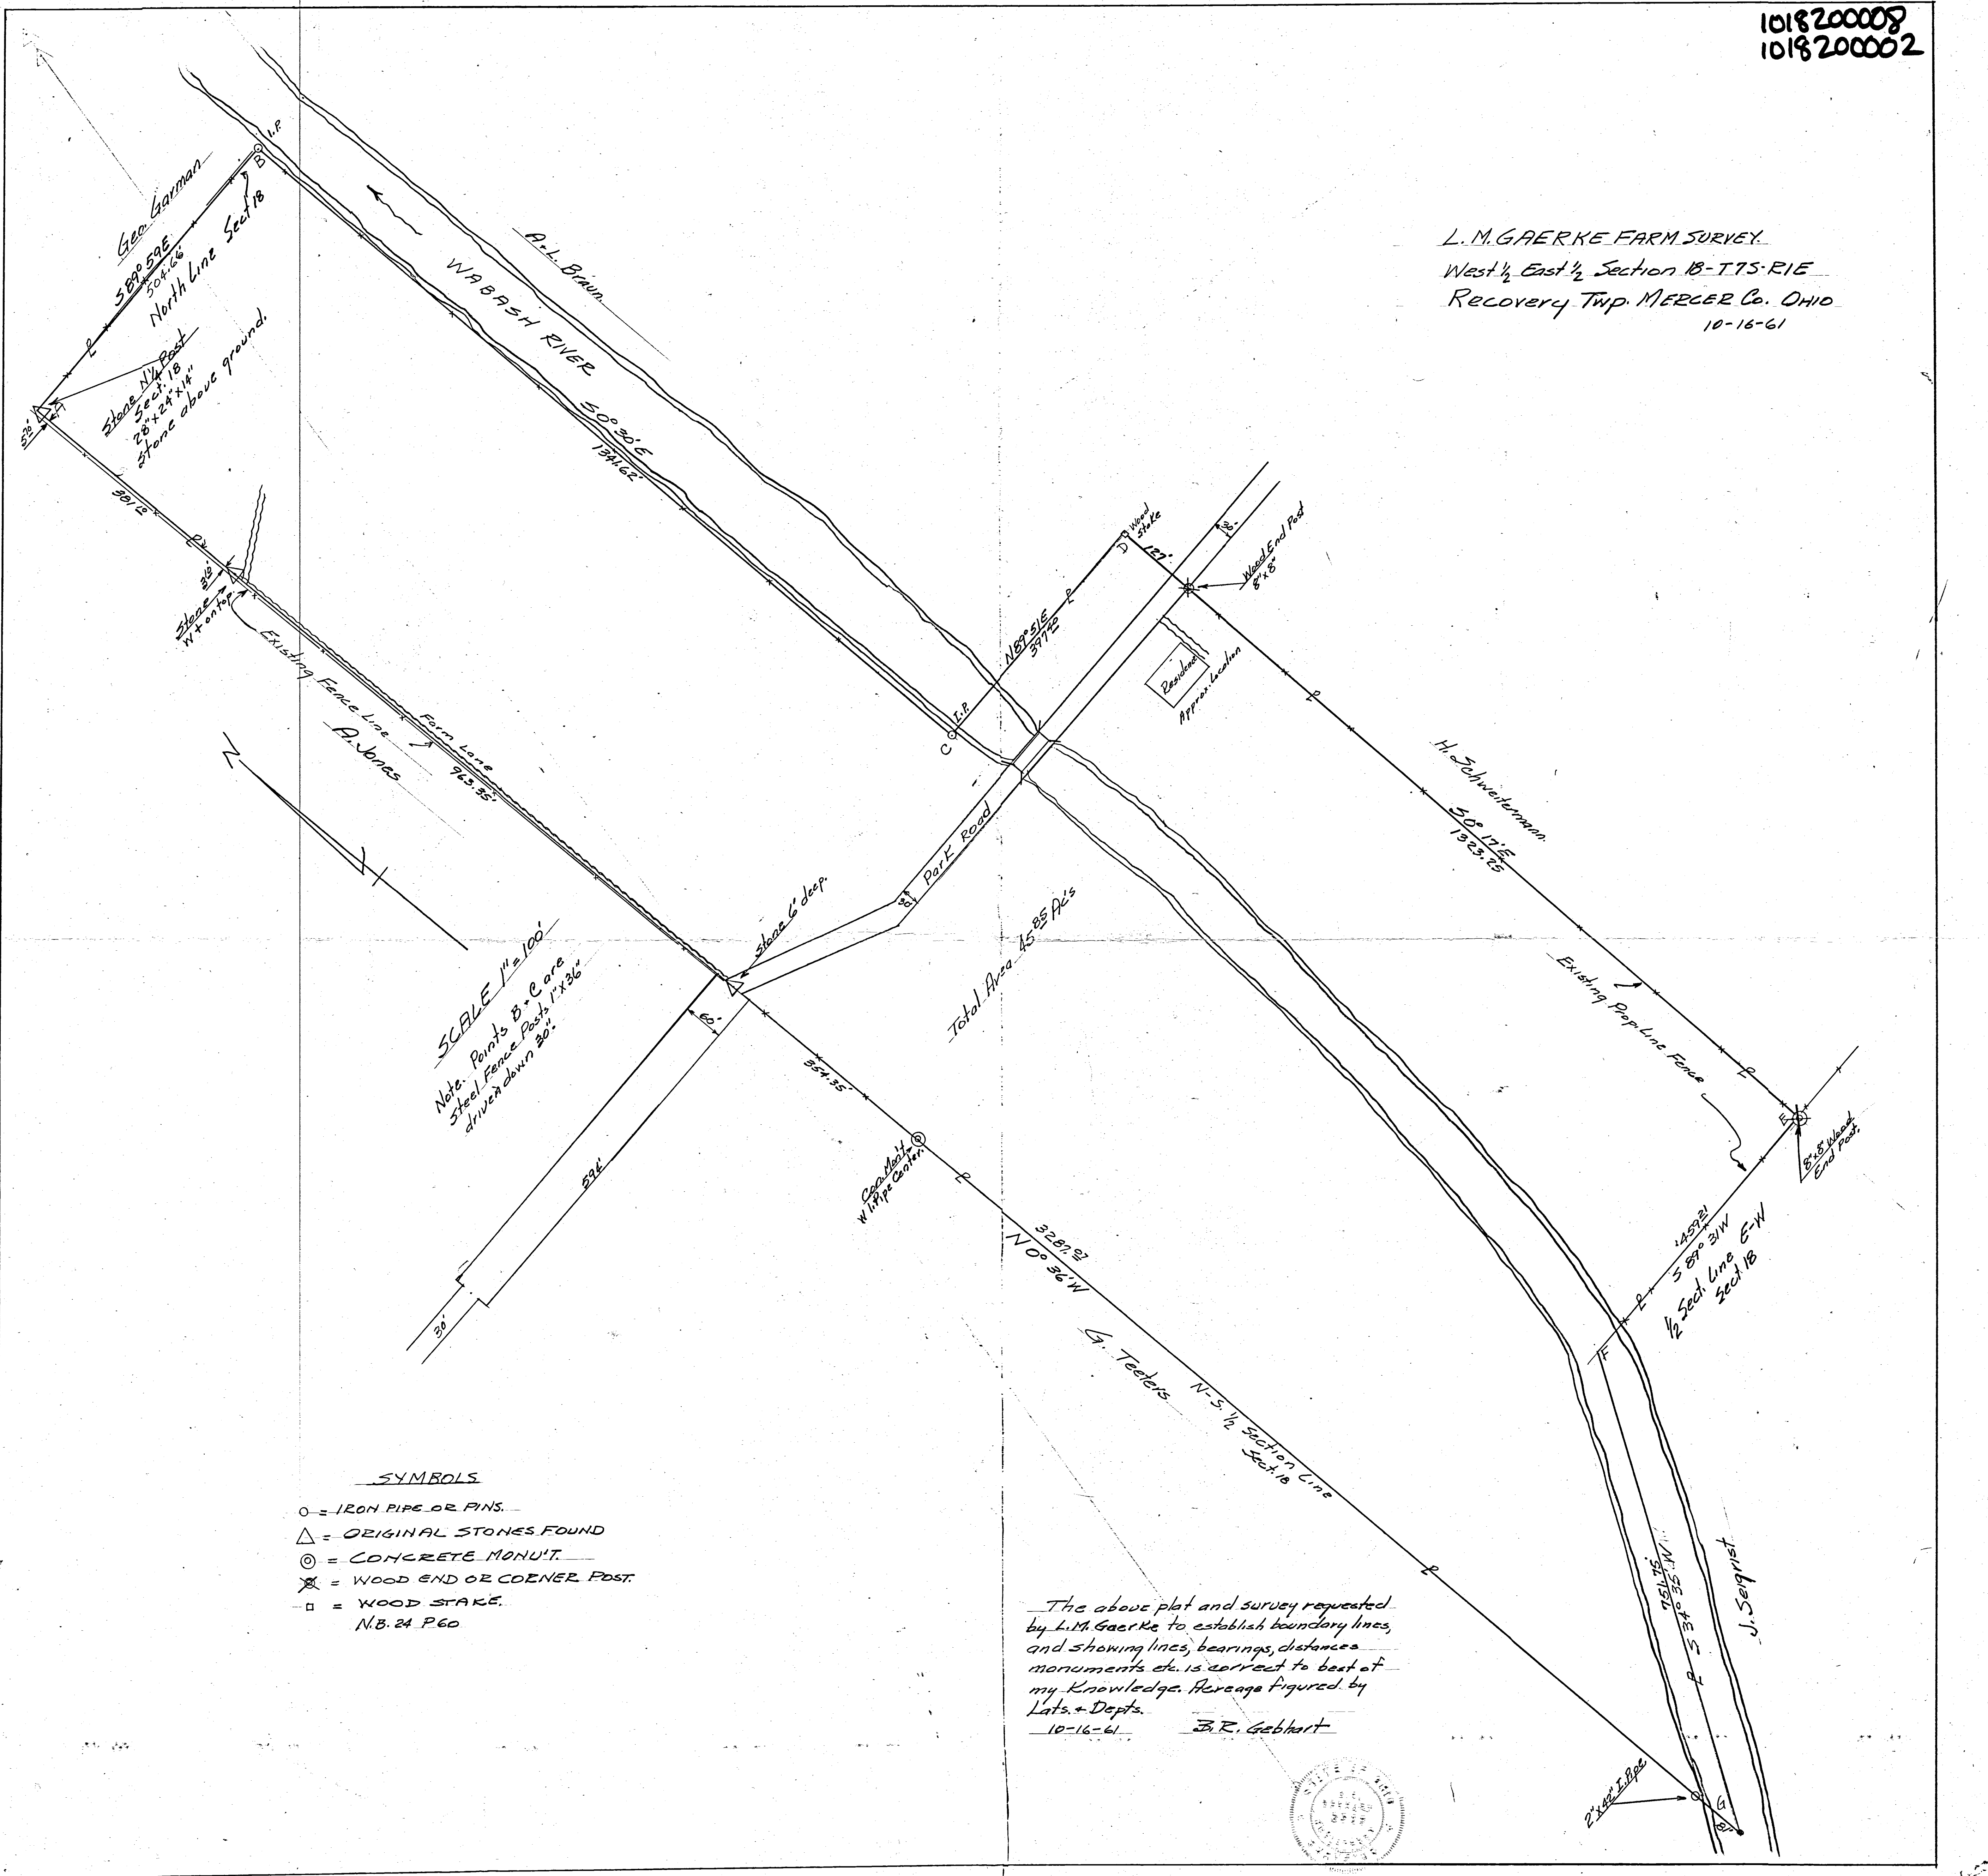 1018200008
1018200002
L.M. GAERKE FARM SURVEY.
West ½ East ½ Section 18-T7S-R1E
Recovery Twp. MERCER Co. OHIO
10-16-61
I.P.
B
Geo. Garman
S89°59E
504.66'
North Line Sect 18
Stone N¼ Post
Sect. 18
28"x24"x14"
Stone above ground.
A
A.L. Braun
WABASH RIVER
S0°30'E
1341.62'
381.10
Stone
W + on top.
Existing Fence Line
A. Jones
Farm Lane
963.35'
N
SCALE 1"=100'
Note. Points B+C are
Steel Fence Posts 1"x36"
driven down 30".
Wood
Stake
D
127'
30'
Wood End Post
8"x8"
N89°51'E
397.40
I.P.
C
Residence
Approx. Location
Park Road
30'
Stone 6' deep.
60'
594'
30'
354.35'
Con. Mon't
W I. Pipe Center.
Total Area 45.85 Ac's
H. Schweitermann.
S0°17'E
1323.25
Existing Prop. Line Fence
E
8"x8" Wood
End Post.
1459.21
S 89° 31W
½ Sect. Line E-W
Sect. 18
F
3287.97
N0°36'W
G. Teeters
N-S. ½ Section Line
Sect. 18
751.75
S 34° 35' W
J. Seigrist
2"x42" I. Pipe
G
SYMBOLS
O = IRON PIPE OR PINS.
△ = ORIGINAL STONES FOUND
◎ = CONCRETE MONU'T.
= WOOD END OR CORNER POST.
□ = WOOD STAKE.
N.B. 24 P.60
The above plat and survey requested
by L.M. Gaerke to establish boundary lines,
and showing lines, bearings, distances
monuments etc. is correct to best of
my Knowledge. Acreage figured by
Lats. + Depts.
10-16-61 B.R. Gebhart